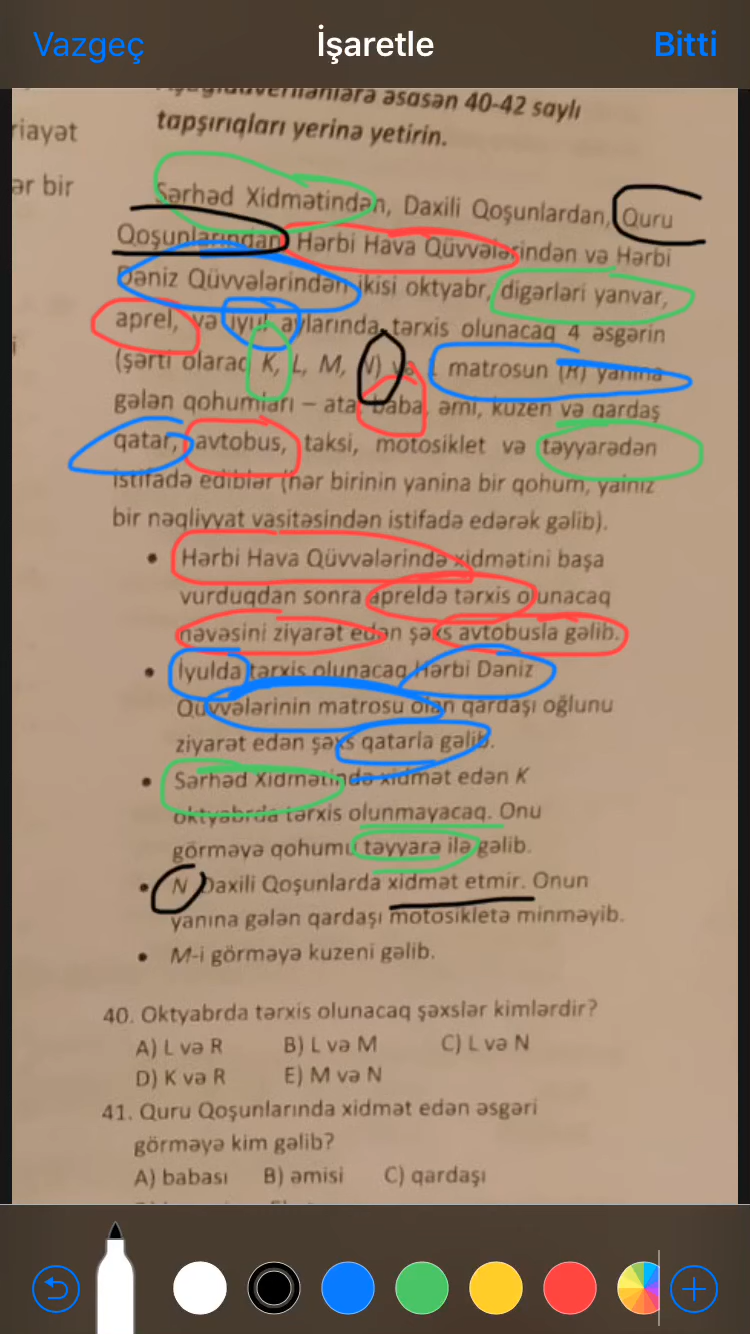 Vazgeç
İşaretle
Bitti
əsasən 40-42 saylı
tapşırıqları yerinə yetirin.
riayət
ər bir
Sərhəd Xidmətindən, Daxili Qoşunlardan, Quru
Qoşunlarından Hərbi Hava Qüvvələrindən və Hərbi
Dəniz Qüvvələrindən ikisi oktyabr, digərləri yanvar,
aprel, və iyul aylarında tərxis olunacaq 4 əsgərin
(şərti olaraq K, L, M, N) və 1 matrosun (R) yanına
gələn qohumları – ata, baba, əmi, kuzen və qardaş
qatar, avtobus, taksi, motosiklet və təyyarədən
istifadə ediblər (hər birinin yanına bir qohum, yalnız
bir nəqliyyat vasitəsindən istifadə edərək gəlib).
• Hərbi Hava Qüvvələrində xidmətini başa
vurduqdan sonra apreldə tərxis olunacaq
nəvəsini ziyarət edən şəxs avtobusla gəlib.
• İyulda tərxis olunacaq Hərbi Dəniz
Qüvvələrinin matrosu olan qardaşı oğlunu
ziyarət edən şəxs qatarla gəlib.
• Sərhəd Xidmətində xidmət edən K
oktyabrda tərxis olunmayacaq. Onu
görməyə qohumu təyyarə ilə gəlib.
• N Daxili Qoşunlarda xidmət etmir. Onun
yanına gələn qardaşı motosikletə minməyib.
• M-i görməyə kuzeni gəlib.
40. Oktyabrda tərxis olunacaq şəxslər kimlərdir?
A) L və R B) L və M C) L və N
D) K və R E) M və N
41. Quru Qoşunlarında xidmət edən əsgəri
görməyə kim gəlib?
A) babası B) əmisi C) qardaşı